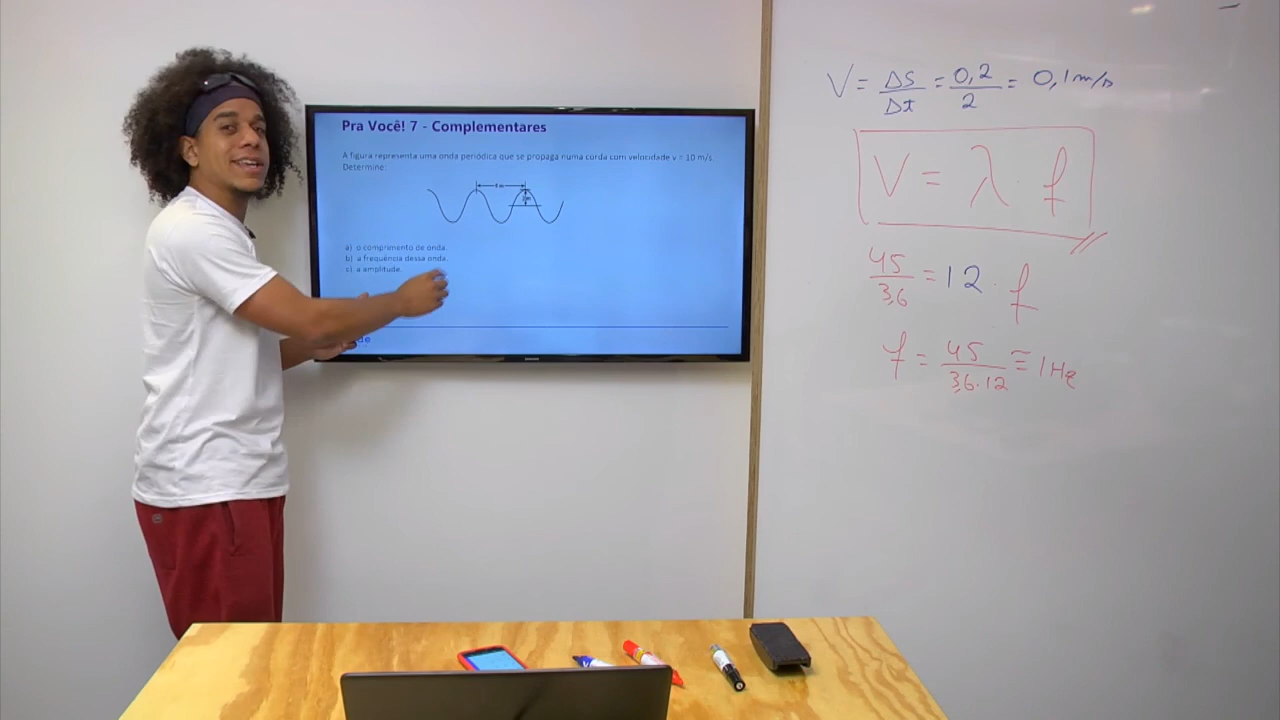 Pra Você! 7 - Complementares
A figura representa uma onda periódica que se propaga numa corda com velocidade v = 10 m/s.
Determine:
a) o comprimento de onda.
b) a frequência dessa onda.
c) a amplitude.
V = ΔS/Δt = 0,2/2 = 0,1 m/s
V = λ . f
45/3,6 = 12 . f
f = 45/3,6.12 ≅ 1 Hz